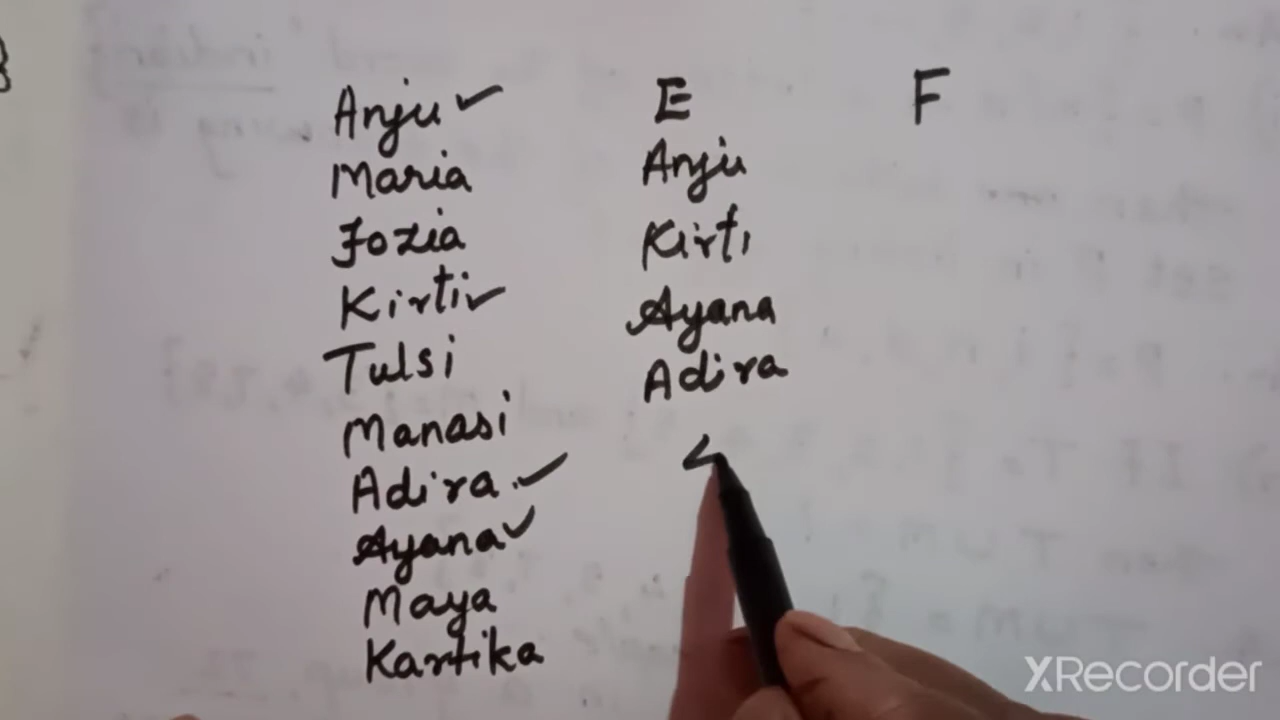 Anju ✓ E F
Maria Anju
Fozia Kirti
Kirti ✓ Ayana
Tulsi Adira
Manasi
Adira. ✓
Ayana ✓
Maya
Kartika
XRecorder